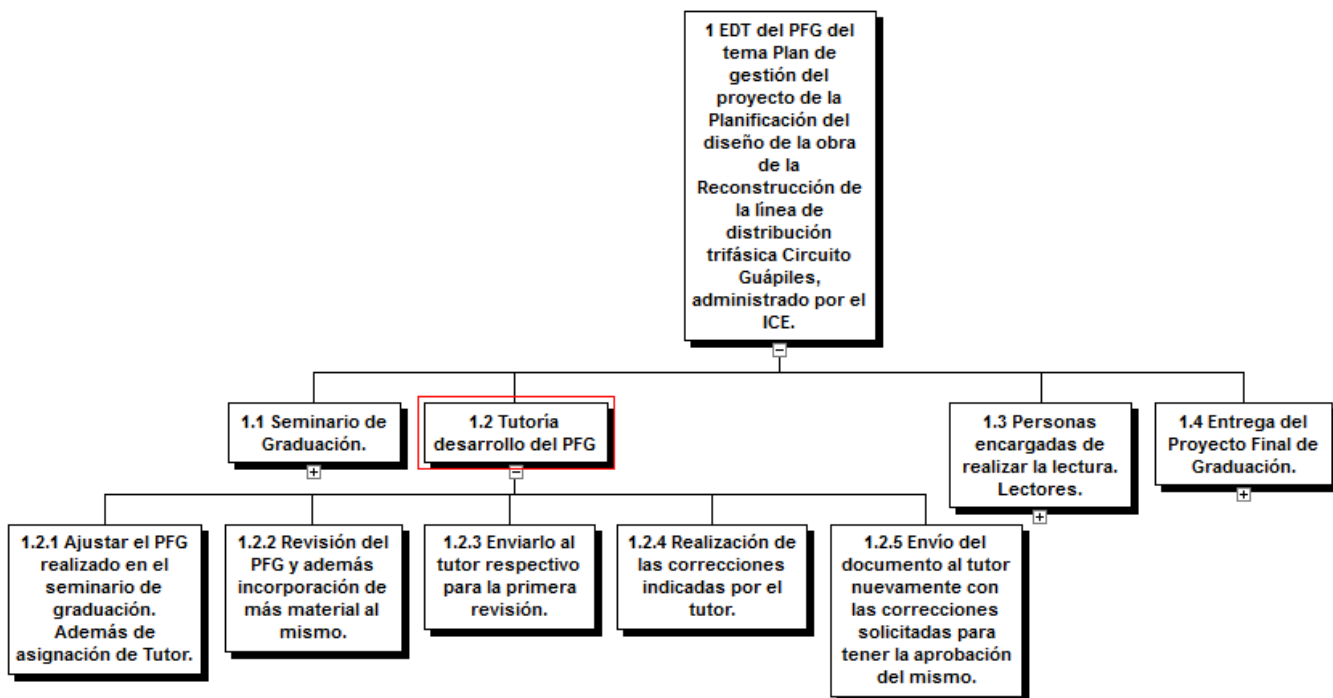 1 EDT del PFG del
tema Plan de
gestión del
proyecto de la
Planificación del
diseño de la obra
de la
Reconstrucción de
la línea de
distribución
trifásica Circuito
Guápiles,
administrado por el
ICE.
1.1 Seminario de
Graduación.
1.2 Tutoría
desarrollo del PFG
1.3 Personas
encargadas de
realizar la lectura.
Lectores.
1.4 Entrega del
Proyecto Final de
Graduación.
1.2.1 Ajustar el PFG
realizado en el
seminario de
graduación.
Además de
asignación de Tutor.
1.2.2 Revisión del
PFG y además
incorporación de
más material al
mismo.
1.2.3 Enviarlo al
tutor respectivo
para la primera
revisión.
1.2.4 Realización de
las correcciones
indicadas por el
tutor.
1.2.5 Envío del
documento al tutor
nuevamente con
las correcciones
solicitadas para
tener la aprobación
del mismo.